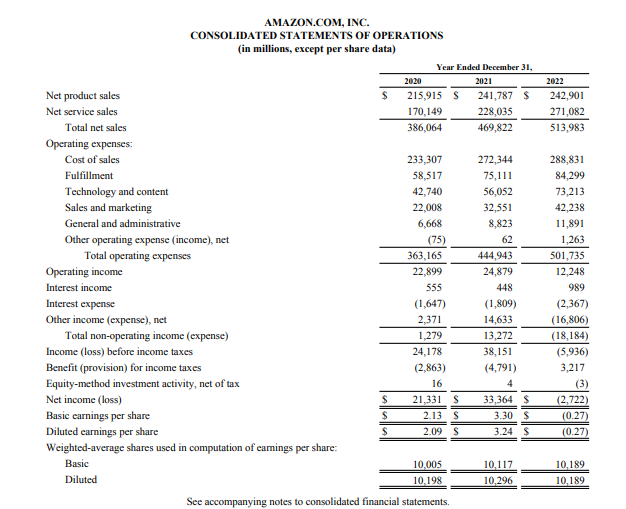 AMAZON.COM, INC.
CONSOLIDATED STATEMENTS OF OPERATIONS
(in millions, except per share data)
Year Ended December 31,
2020 2021 2022
Net product sales $ 215,915 $ 241,787 $ 242,901
Net service sales 170,149 228,035 271,082
Total net sales 386,064 469,822 513,983
Operating expenses:
Cost of sales 233,307 272,344 288,831
Fulfillment 58,517 75,111 84,299
Technology and content 42,740 56,052 73,213
Sales and marketing 22,008 32,551 42,238
General and administrative 6,668 8,823 11,891
Other operating expense (income), net (75) 62 1,263
Total operating expenses 363,165 444,943 501,735
Operating income 22,899 24,879 12,248
Interest income 555 448 989
Interest expense (1,647) (1,809) (2,367)
Other income (expense), net 2,371 14,633 (16,806)
Total non-operating income (expense) 1,279 13,272 (18,184)
Income (loss) before income taxes 24,178 38,151 (5,936)
Benefit (provision) for income taxes (2,863) (4,791) 3,217
Equity-method investment activity, net of tax 16 4 (3)
Net income (loss) $ 21,331 $ 33,364 $ (2,722)
Basic earnings per share $ 2.13 $ 3.30 $ (0.27)
Diluted earnings per share $ 2.09 $ 3.24 $ (0.27)
Weighted-average shares used in computation of earnings per share:
Basic 10,005 10,117 10,189
Diluted 10,198 10,296 10,189
See accompanying notes to consolidated financial statements.